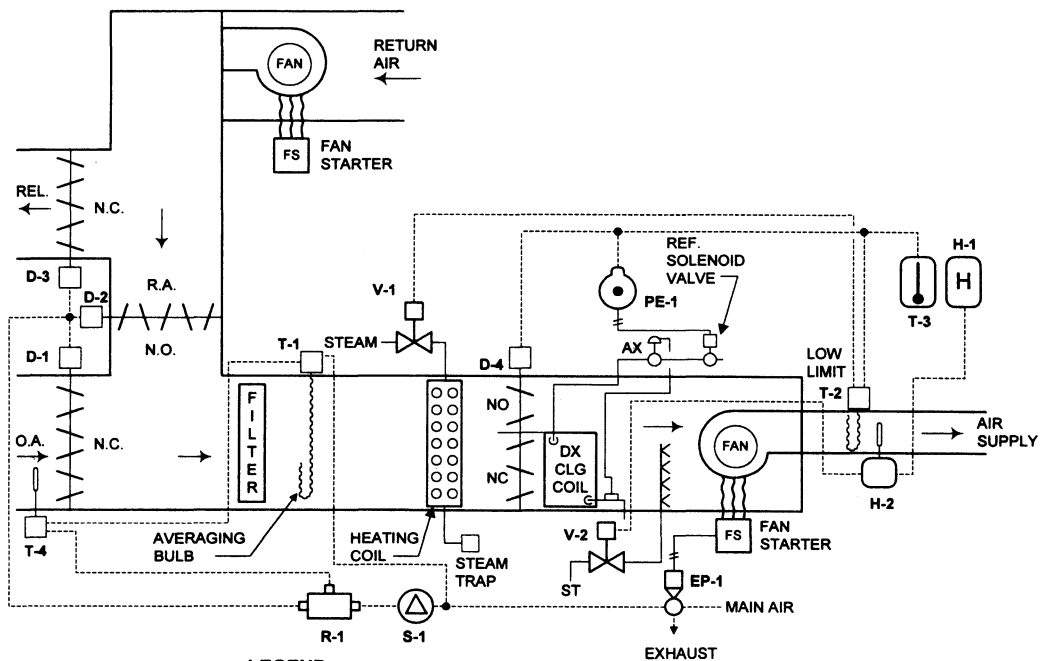 FAN
RETURN
AIR
FS
FAN
STARTER
REL.
N.C.
D-3
D-2
R.A.
N.O.
D-1
V-1
STEAM
T-1
REF.
SOLENOID
VALVE
PE-1
AX
D-4
H-1
H
T-3
LOW
LIMIT
T-2
O.A.
N.C.
FILTER
NO
NC
DX
CLG
COIL
FAN
AIR
SUPPLY
H-2
T-4
AVERAGING
BULB
HEATING
COIL
STEAM
TRAP
V-2
ST
FS
FAN
STARTER
EP-1
MAIN AIR
R-1
S-1
EXHAUST